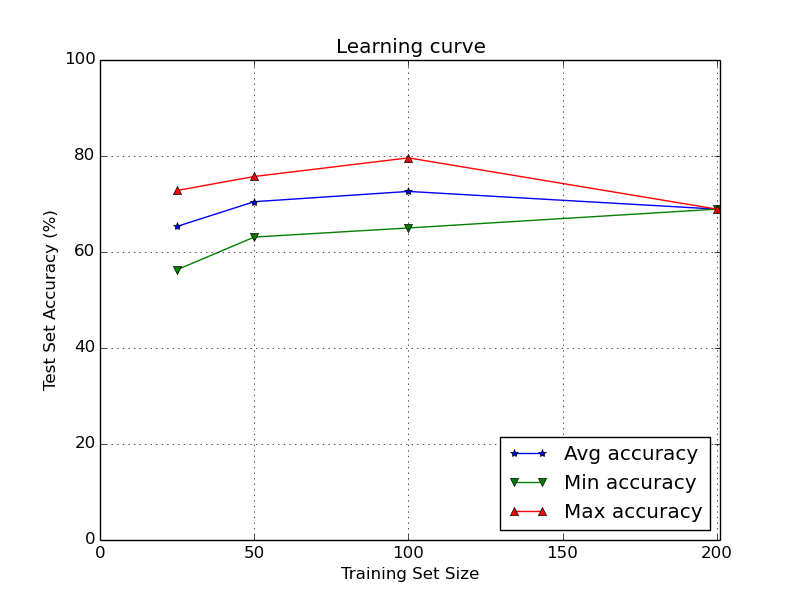 Learning curve
100
80
60
40
20
0
Test Set Accuracy (%)
0 50 100 150 200
Training Set Size
Avg accuracy
Min accuracy
Max accuracy